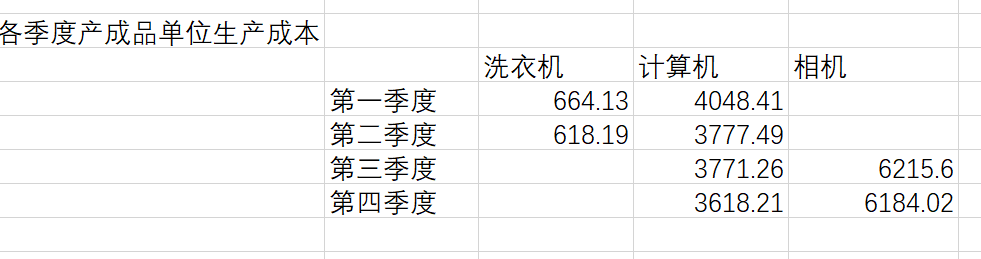 各季度产成品单位生产成本
洗衣机 计算机 相机
第一季度 664.13 4048.41
第二季度 618.19 3777.49
第三季度 3771.26 6215.6
第四季度 3618.21 6184.02